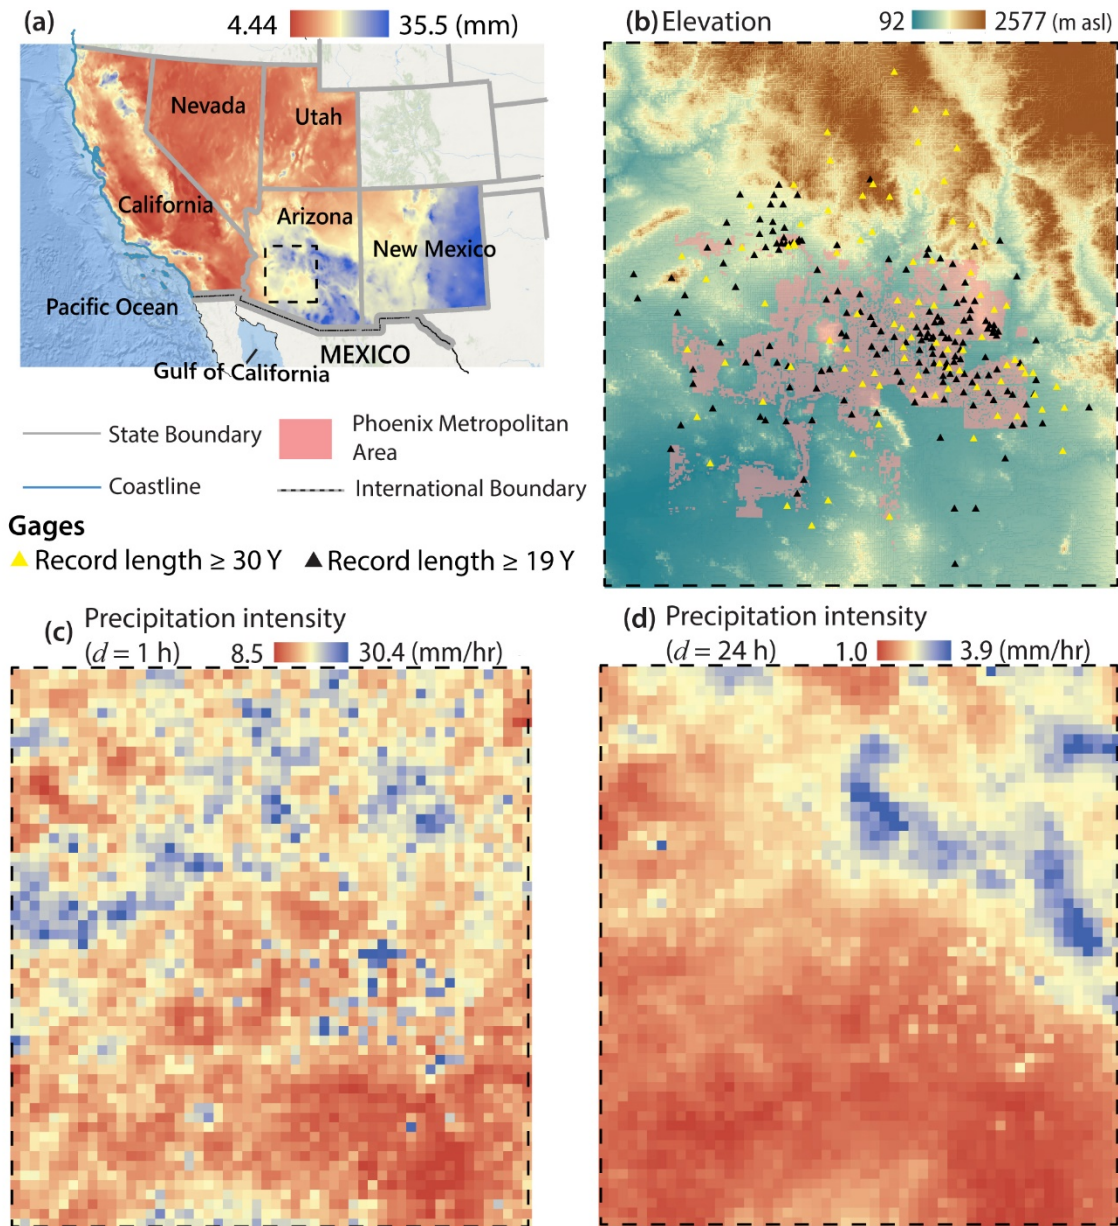 (a)
4.44 35.5 (mm)
Nevada
Utah
California
Arizona
New Mexico
Pacific Ocean
MEXICO
Gulf of California
State Boundary
Phoenix Metropolitan
Area
Coastline
International Boundary
Gages
Record length ≥ 30 Y
Record length ≥ 19 Y
(b) Elevation 92 2577 (m asl)
(c) Precipitation intensity
(d = 1 h) 8.5 30.4 (mm/hr)
(d) Precipitation intensity
(d = 24 h) 1.0 3.9 (mm/hr)